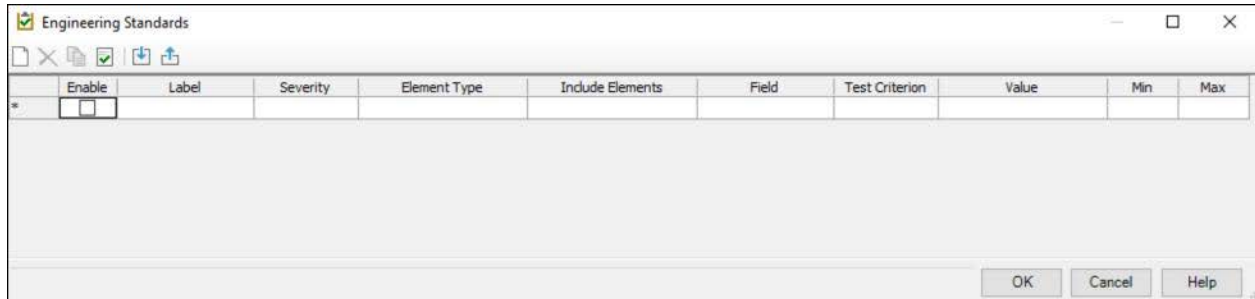 Engineering Standards
Enable Label Severity Element Type Include Elements Field Test Criterion Value Min Max
*
OK Cancel Help